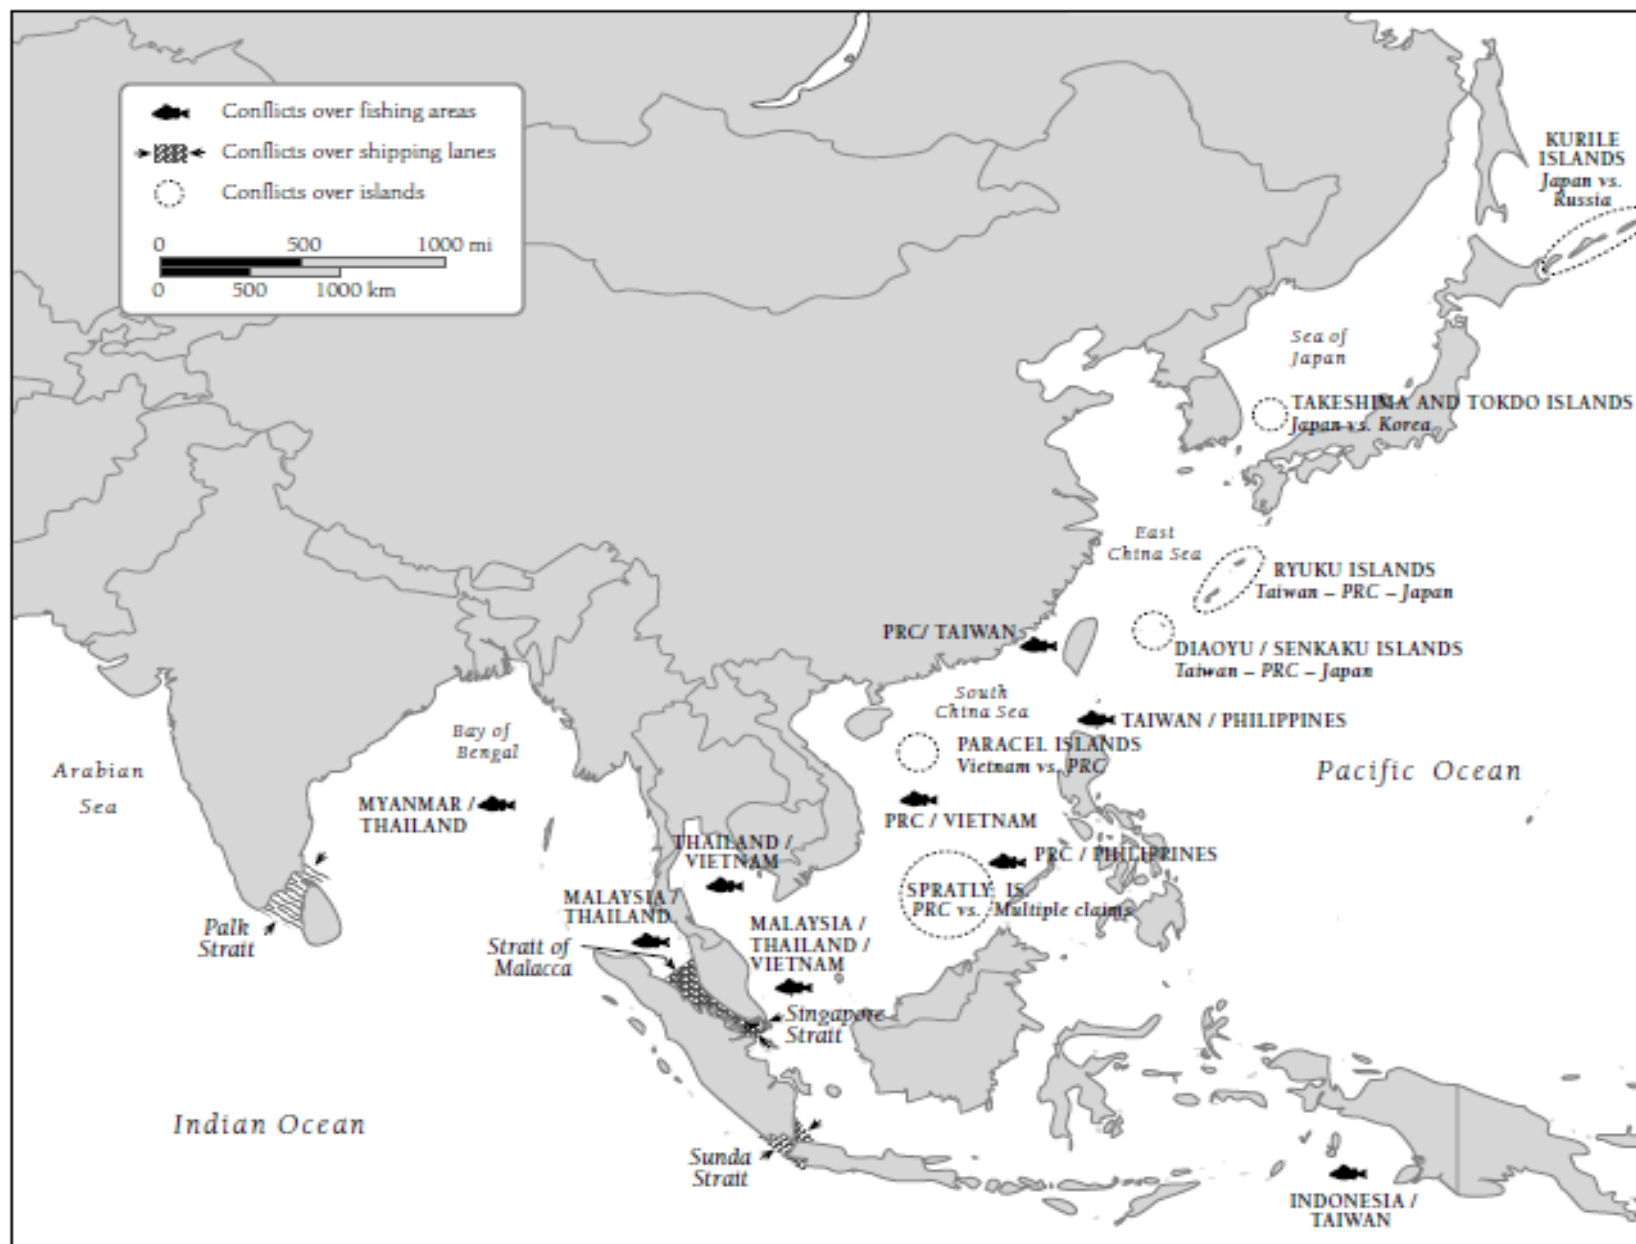 Conflicts over fishing areas
Conflicts over shipping lanes
Conflicts over islands
0 500 1000 mi
0 500 1000 km
KURILE
ISLANDS
Japan vs.
Russia
Sea of
Japan
TAKESHIMA AND TOKDO ISLANDS
Japan vs. Korea
East
China Sea
RYUKU ISLANDS
Taiwan – PRC – Japan
PRC/ TAIWAN
DIAOYU / SENKAKU ISLANDS
Taiwan – PRC – Japan
South
China Sea
TAIWAN / PHILIPPINES
Bay of
Bengal
PARACEL ISLANDS
Vietnam vs. PRC
Arabian
Sea
Pacific Ocean
MYANMAR /
THAILAND
PRC / VIETNAM
THAILAND /
VIETNAM
PRC / PHILIPPINES
SPRATLY IS.
PRC vs. Multiple claims
MALAYSIA /
THAILAND
Palk
Strait
Strait of
Malacca
MALAYSIA /
THAILAND /
VIETNAM
Singapore
Strait
Indian Ocean
Sunda
Strait
INDONESIA /
TAIWAN